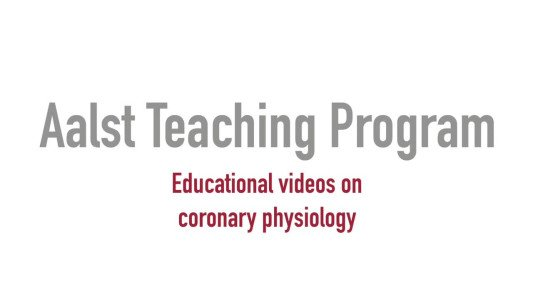 Aalst Teaching Program
Educational videos on
coronary physiology